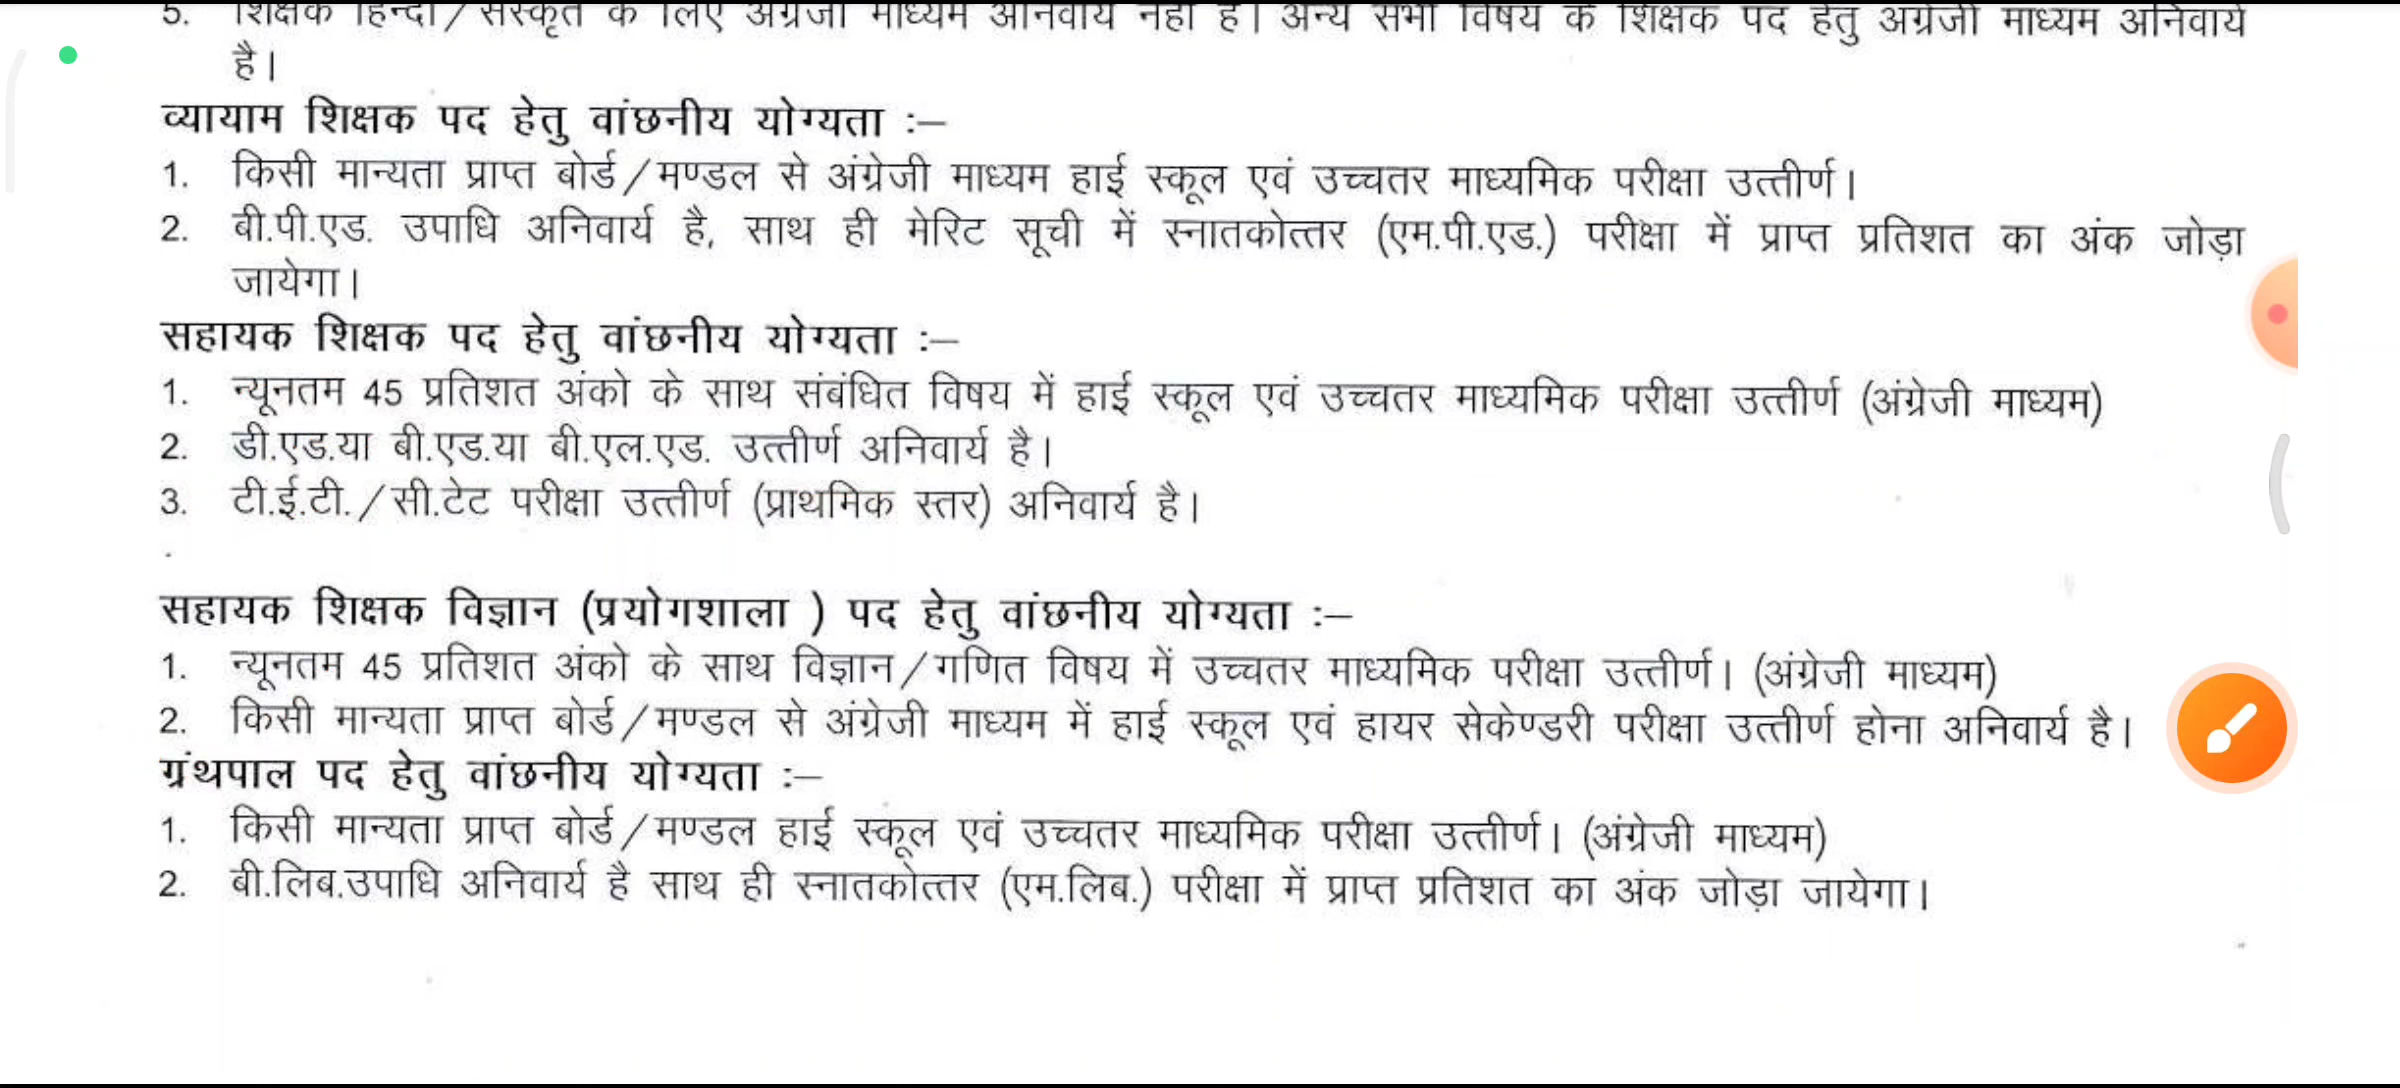 5. शिक्षक हिन्दी/संस्कृत के लिए अंग्रेजी माध्यम अनिवार्य नही है। अन्य सभी विषय के शिक्षक पद हेतु अंग्रेजी माध्यम अनिवार्य
है।
व्यायाम शिक्षक पद हेतु वांछनीय योग्यता :–
1. किसी मान्यता प्राप्त बोर्ड/मण्डल से अंग्रेजी माध्यम हाई स्कूल एवं उच्चतर माध्यमिक परीक्षा उत्तीर्ण।
2. बी.पी.एड. उपाधि अनिवार्य है, साथ ही मेरिट सूची में स्नातकोत्तर (एम.पी.एड.) परीक्षा में प्राप्त प्रतिशत का अंक जोड़ा
जायेगा।
सहायक शिक्षक पद हेतु वांछनीय योग्यता :–
1. न्यूनतम 45 प्रतिशत अंको के साथ संबंधित विषय में हाई स्कूल एवं उच्चतर माध्यमिक परीक्षा उत्तीर्ण (अंग्रेजी माध्यम)
2. डी.एड.या बी.एड.या बी.एल.एड. उत्तीर्ण अनिवार्य है।
3. टी.ई.टी./सी.टेट परीक्षा उत्तीर्ण (प्राथमिक स्तर) अनिवार्य है।
सहायक शिक्षक विज्ञान (प्रयोगशाला ) पद हेतु वांछनीय योग्यता :–
1. न्यूनतम 45 प्रतिशत अंको के साथ विज्ञान/गणित विषय में उच्चतर माध्यमिक परीक्षा उत्तीर्ण। (अंग्रेजी माध्यम)
2. किसी मान्यता प्राप्त बोर्ड/मण्डल से अंग्रेजी माध्यम में हाई स्कूल एवं हायर सेकेण्डरी परीक्षा उत्तीर्ण होना अनिवार्य है।
ग्रंथपाल पद हेतु वांछनीय योग्यता :–
1. किसी मान्यता प्राप्त बोर्ड/मण्डल हाई स्कूल एवं उच्चतर माध्यमिक परीक्षा उत्तीर्ण। (अंग्रेजी माध्यम)
2. बी.लिब.उपाधि अनिवार्य है साथ ही स्नातकोत्तर (एम.लिब.) परीक्षा में प्राप्त प्रतिशत का अंक जोड़ा जायेगा।